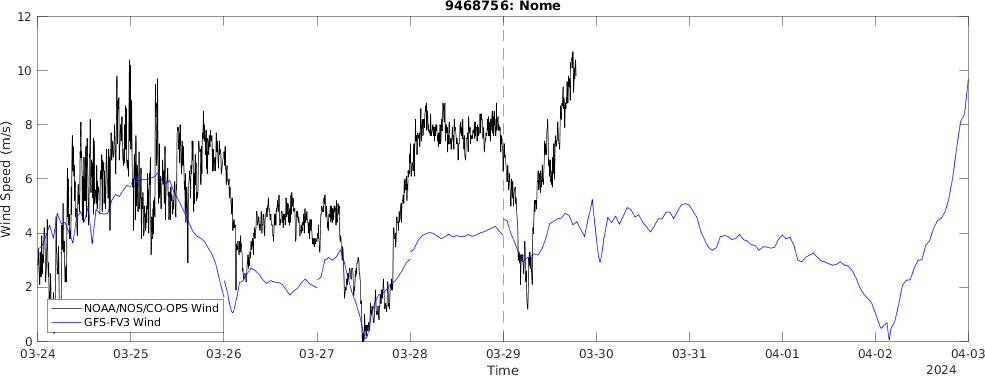 9468756: Nome
Wind Speed (m/s)
12
10
8
6
4
2
0
NOAA/NOS/CO-OPS Wind
GFS-FV3 Wind
03-24 03-25 03-26 03-27 03-28 03-29 03-30 03-31 04-01 04-02 04-03
Time
2024